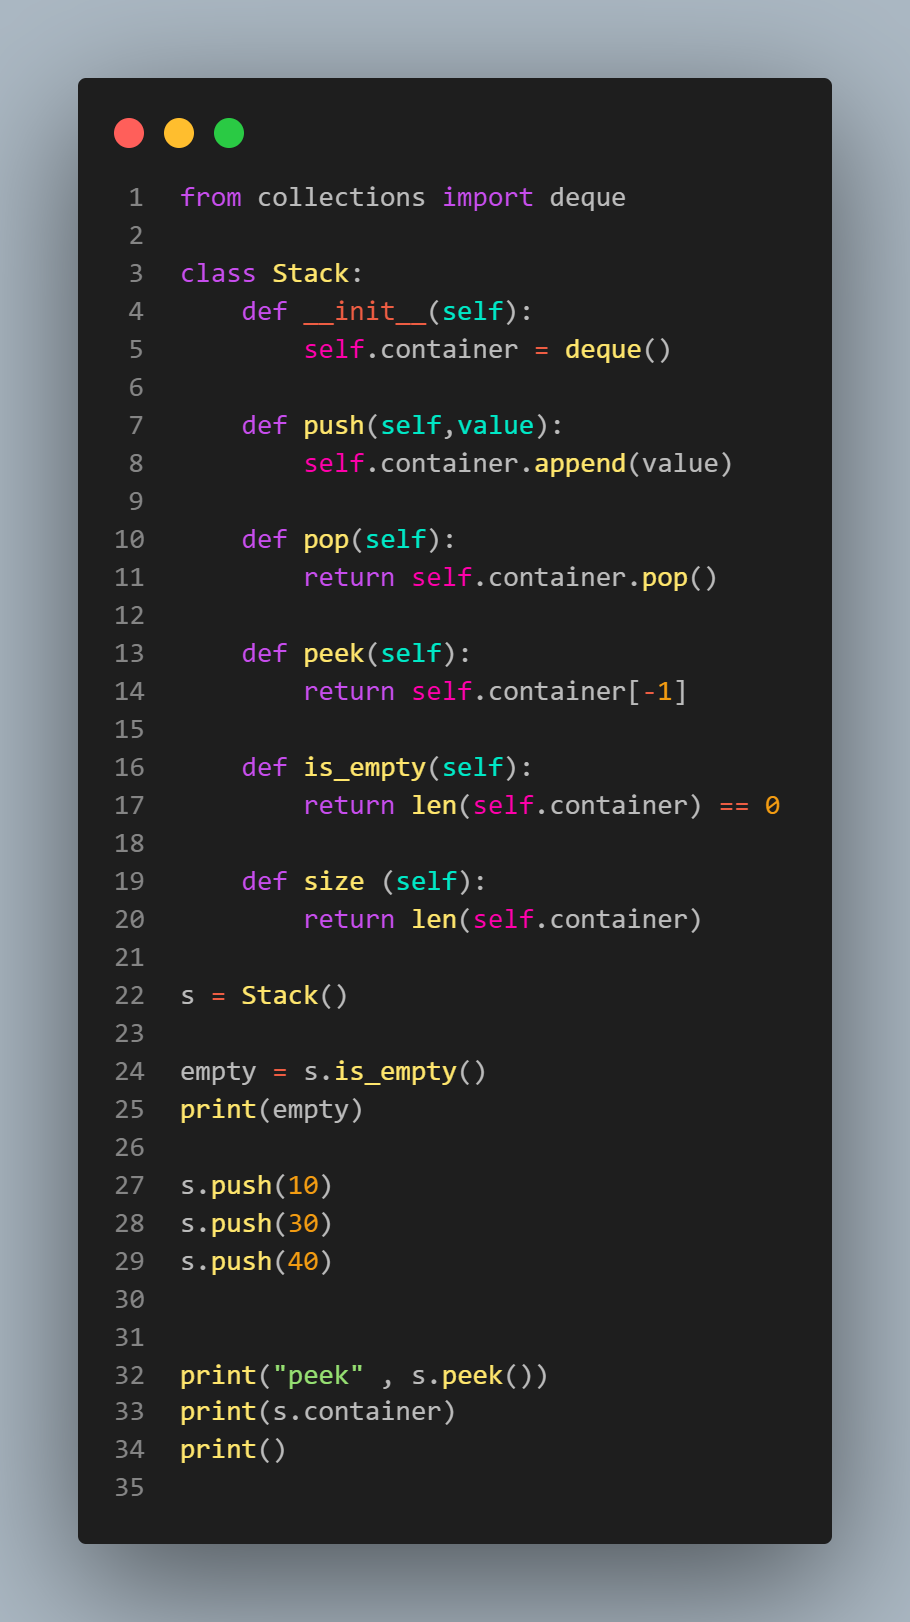 1 from collections import deque
2
3 class Stack:
4     def __init__(self):
5         self.container = deque()
6
7     def push(self,value):
8         self.container.append(value)
9
10     def pop(self):
11         return self.container.pop()
12
13     def peek(self):
14         return self.container[-1]
15
16     def is_empty(self):
17         return len(self.container) == 0
18
19     def size (self):
20         return len(self.container)
21
22 s = Stack()
23
24 empty = s.is_empty()
25 print(empty)
26
27 s.push(10)
28 s.push(30)
29 s.push(40)
30
31
32 print("peek" , s.peek())
33 print(s.container)
34 print()
35